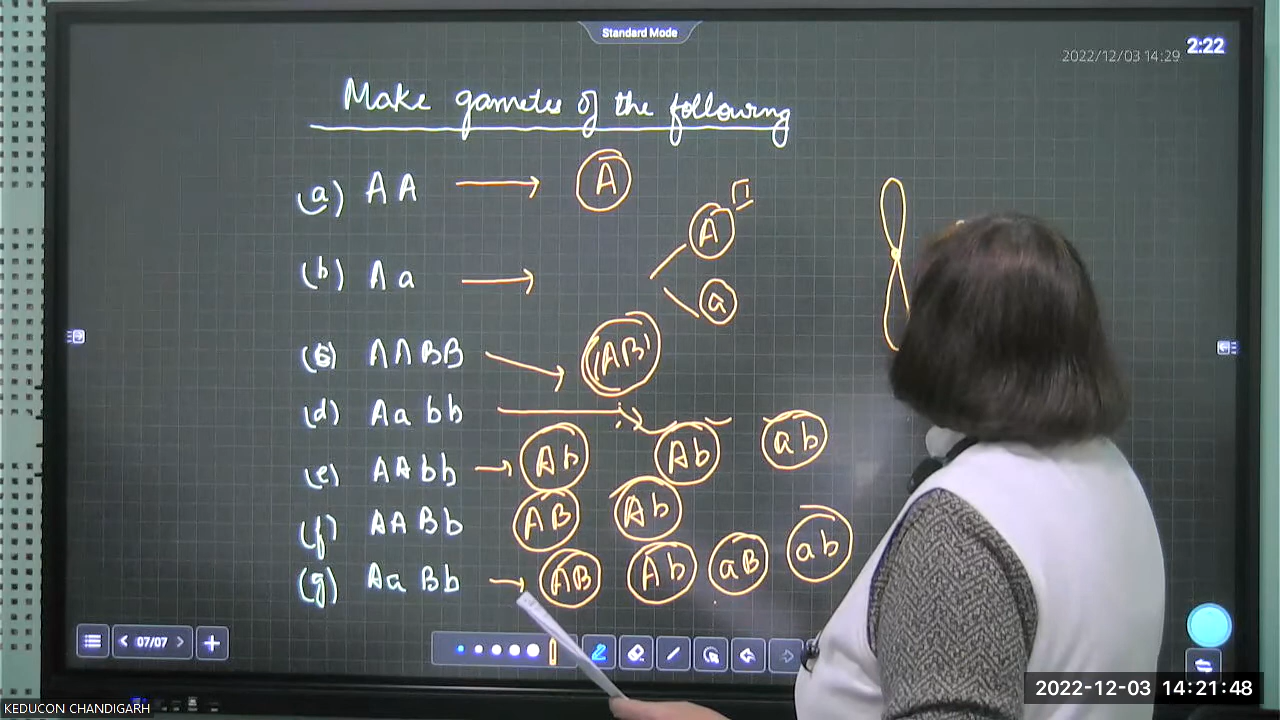 Standard Mode
2:22
2022/12/03 14:29
Make gametes of the following
(a) AA → A
(b) Aa → A
a
(c) AABB → AB
(d) Aabb → Ab ab
(e) AAbb → Ab
(f) AABb AB Ab
(g) AaBb → AB Ab aB ab
07/07
2022-12-03 14:21:48
KEDUCON CHANDIGARH